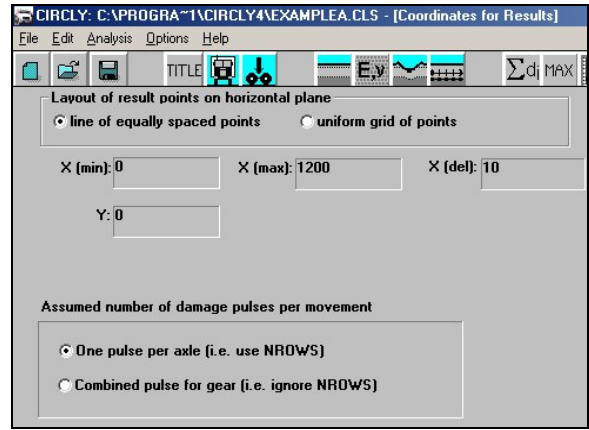 CIRCLY: C:\PROGRA~1\CIRCLY4\EXAMPLEA.CLS - [Coordinates for Results]
File Edit Analysis Options Help
TITLE E,ν Σdj MAX
Layout of result points on horizontal plane
line of equally spaced points uniform grid of points
X (min): 0 X (max): 1200 X (del): 10
Y: 0
Assumed number of damage pulses per movement
One pulse per axle (i.e. use NROWS)
Combined pulse for gear (i.e. ignore NROWS)